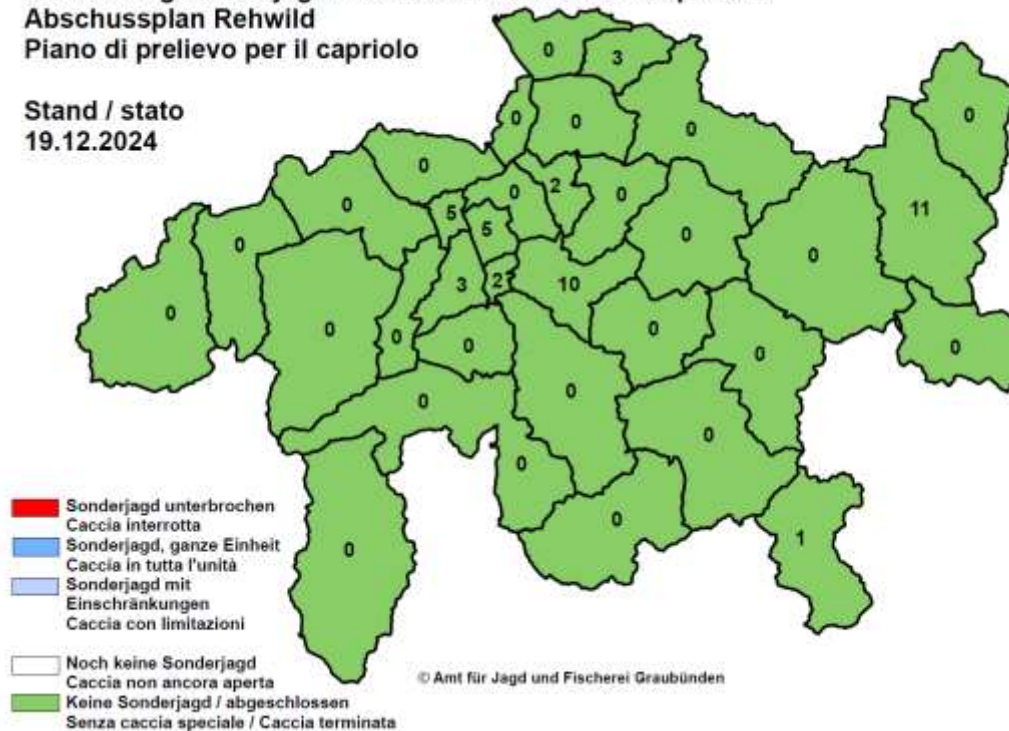 Abschussplan Rehwild
Piano di prelievo per il capriolo
Stand / stato
19.12.2024
0
3
0
0
0
0
0
0
2
0
11
0
5
5
0
0
0
3
2
10
0
0
0
0
0
0
0
0
0
0
0
0
0
0
1
Sonderjagd unterbrochen
Caccia interrotta
Sonderjagd, ganze Einheit
Caccia in tutta l'unità
Sonderjagd mit
Einschränkungen
Caccia con limitazioni
Noch keine Sonderjagd
Caccia non ancora aperta
Keine Sonderjagd / abgeschlossen
Senza caccia speciale / Caccia terminata
© Amt für Jagd und Fischerei Graubünden